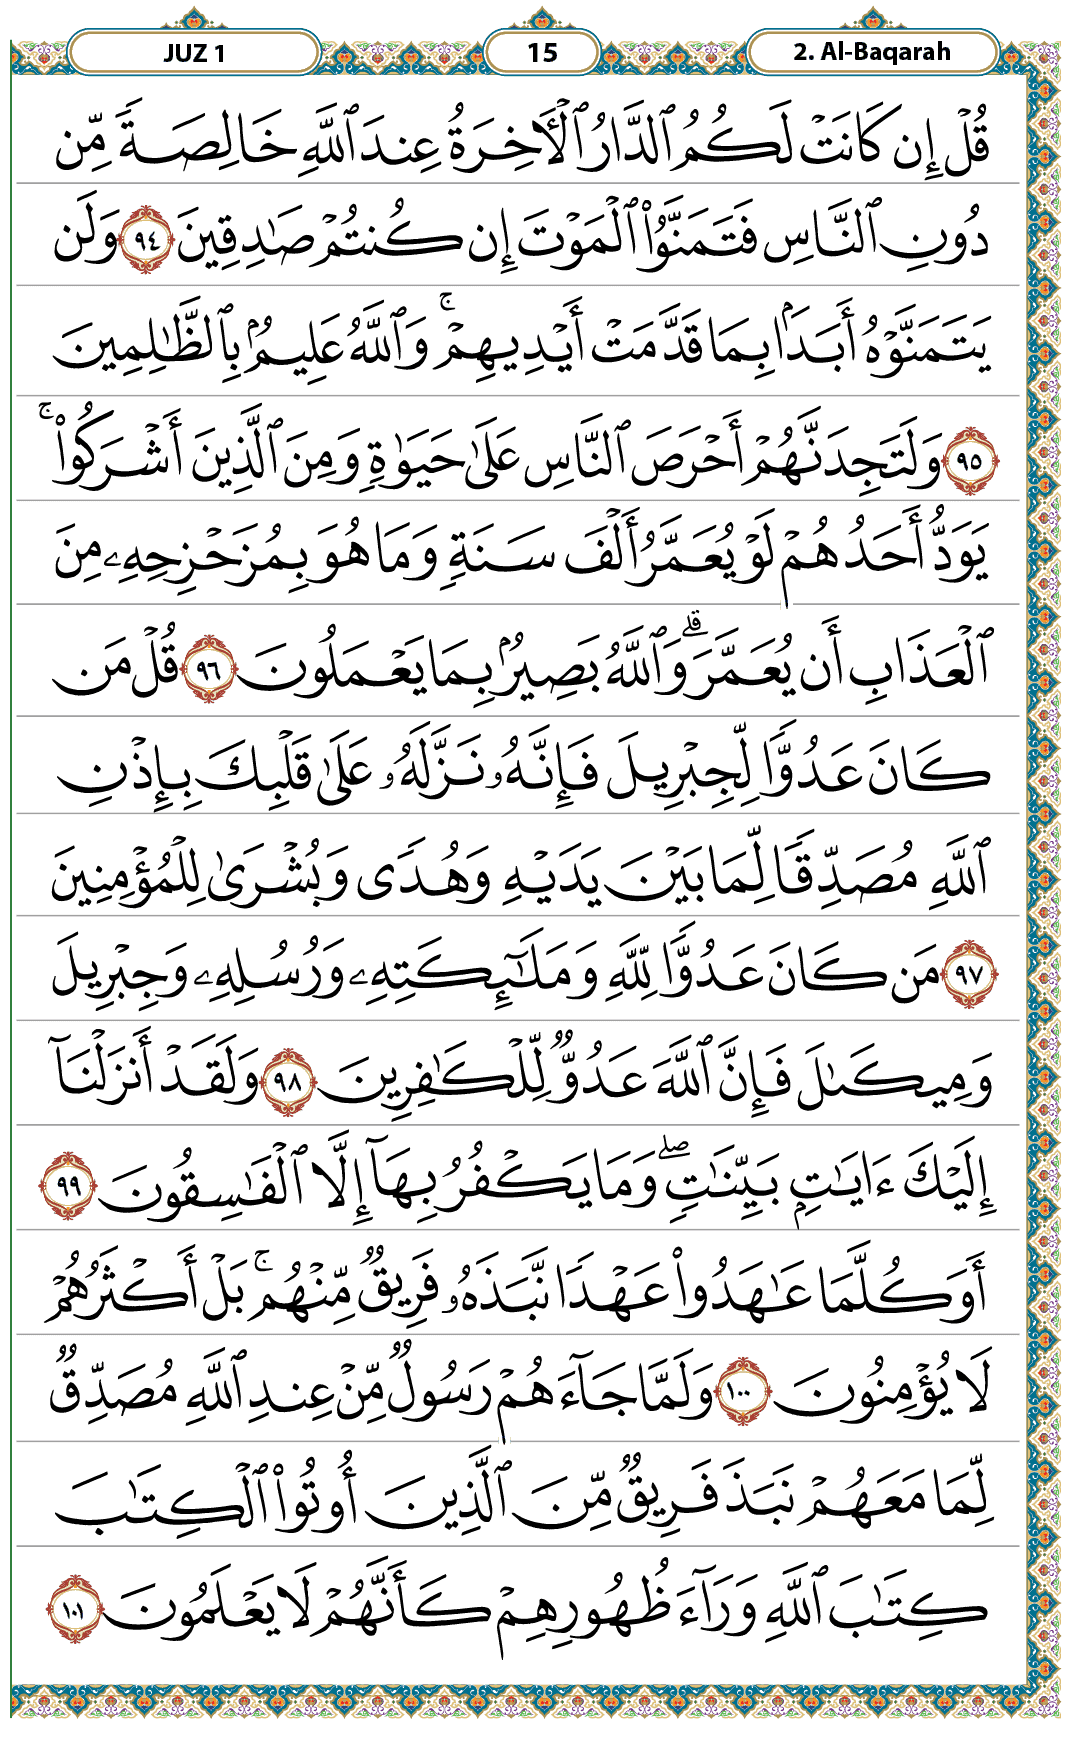 JUZ 1 15 2. Al-Baqarah
قُلۡ إِن كَانَتۡ لَكُمُ ٱلدَّارُ ٱلۡأٓخِرَةُ عِندَ ٱللَّهِ خَالِصَةٗ مِّن
دُونِ ٱلنَّاسِ فَتَمَنَّوُاْ ٱلۡمَوۡتَ إِن كُنتُمۡ صَٰدِقِينَ ٩٤ وَلَن
يَتَمَنَّوۡهُ أَبَدَۢا بِمَا قَدَّمَتۡ أَيۡدِيهِمۡۚ وَٱللَّهُ عَلِيمُۢ بِٱلظَّٰلِمِينَ
٩٥ وَلَتَجِدَنَّهُمۡ أَحۡرَصَ ٱلنَّاسِ عَلَىٰ حَيَوٰةٖ وَمِنَ ٱلَّذِينَ أَشۡرَكُواْۚ
يَوَدُّ أَحَدُهُمۡ لَوۡ يُعَمَّرُ أَلۡفَ سَنَةٖ وَمَا هُوَ بِمُزَحۡزِحِهِۦ مِنَ
ٱلۡعَذَابِ أَن يُعَمَّرَۗ وَٱللَّهُ بَصِيرُۢ بِمَا يَعۡمَلُونَ ٩٦ قُلۡ مَن
كَانَ عَدُوّٗا لِّجِبۡرِيلَ فَإِنَّهُۥ نَزَّلَهُۥ عَلَىٰ قَلۡبِكَ بِإِذۡنِ
ٱللَّهِ مُصَدِّقٗا لِّمَا بَيۡنَ يَدَيۡهِ وَهُدٗى وَبُشۡرَىٰ لِلۡمُؤۡمِنِينَ
٩٧ مَن كَانَ عَدُوّٗا لِّلَّهِ وَمَلَٰٓئِكَتِهِۦ وَرُسُلِهِۦ وَجِبۡرِيلَ
وَمِيكَىٰلَ فَإِنَّ ٱللَّهَ عَدُوّٞ لِّلۡكَٰفِرِينَ ٩٨ وَلَقَدۡ أَنزَلۡنَآ
إِلَيۡكَ ءَايَٰتِۭ بَيِّنَٰتٖۖ وَمَا يَكۡفُرُ بِهَآ إِلَّا ٱلۡفَٰسِقُونَ ٩٩
أَوَكُلَّمَا عَٰهَدُواْ عَهۡدٗا نَّبَذَهُۥ فَرِيقٞ مِّنۡهُمۚ بَلۡ أَكۡثَرُهُمۡ
لَا يُؤۡمِنُونَ ١٠٠ وَلَمَّا جَآءَهُمۡ رَسُولٞ مِّنۡ عِندِ ٱللَّهِ مُصَدِّقٞ
لِّمَا مَعَهُمۡ نَبَذَ فَرِيقٞ مِّنَ ٱلَّذِينَ أُوتُواْ ٱلۡكِتَٰبَ
كِتَٰبَ ٱللَّهِ وَرَآءَ ظُهُورِهِمۡ كَأَنَّهُمۡ لَا يَعۡلَمُونَ ١٠١